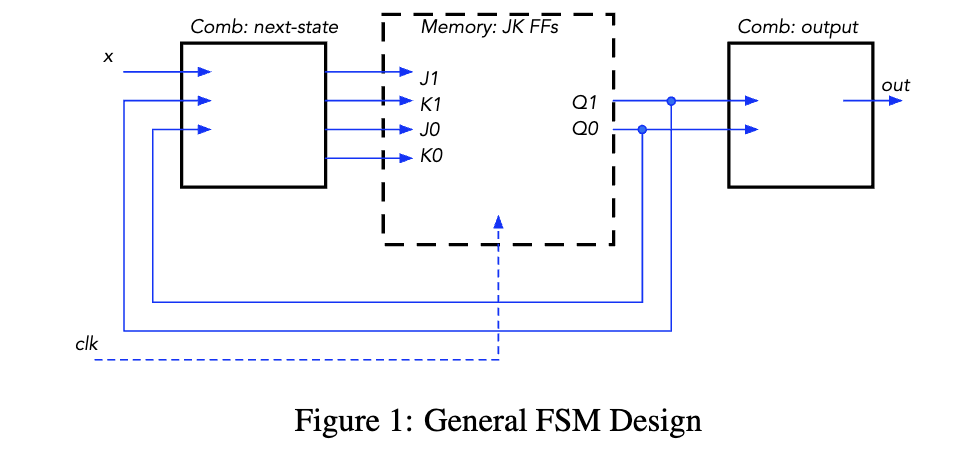 Comb: next-state
Memory: JK FFs
Comb: output
x
J1
K1
J0
K0
Q1
Q0
out
clk
Figure 1: General FSM Design